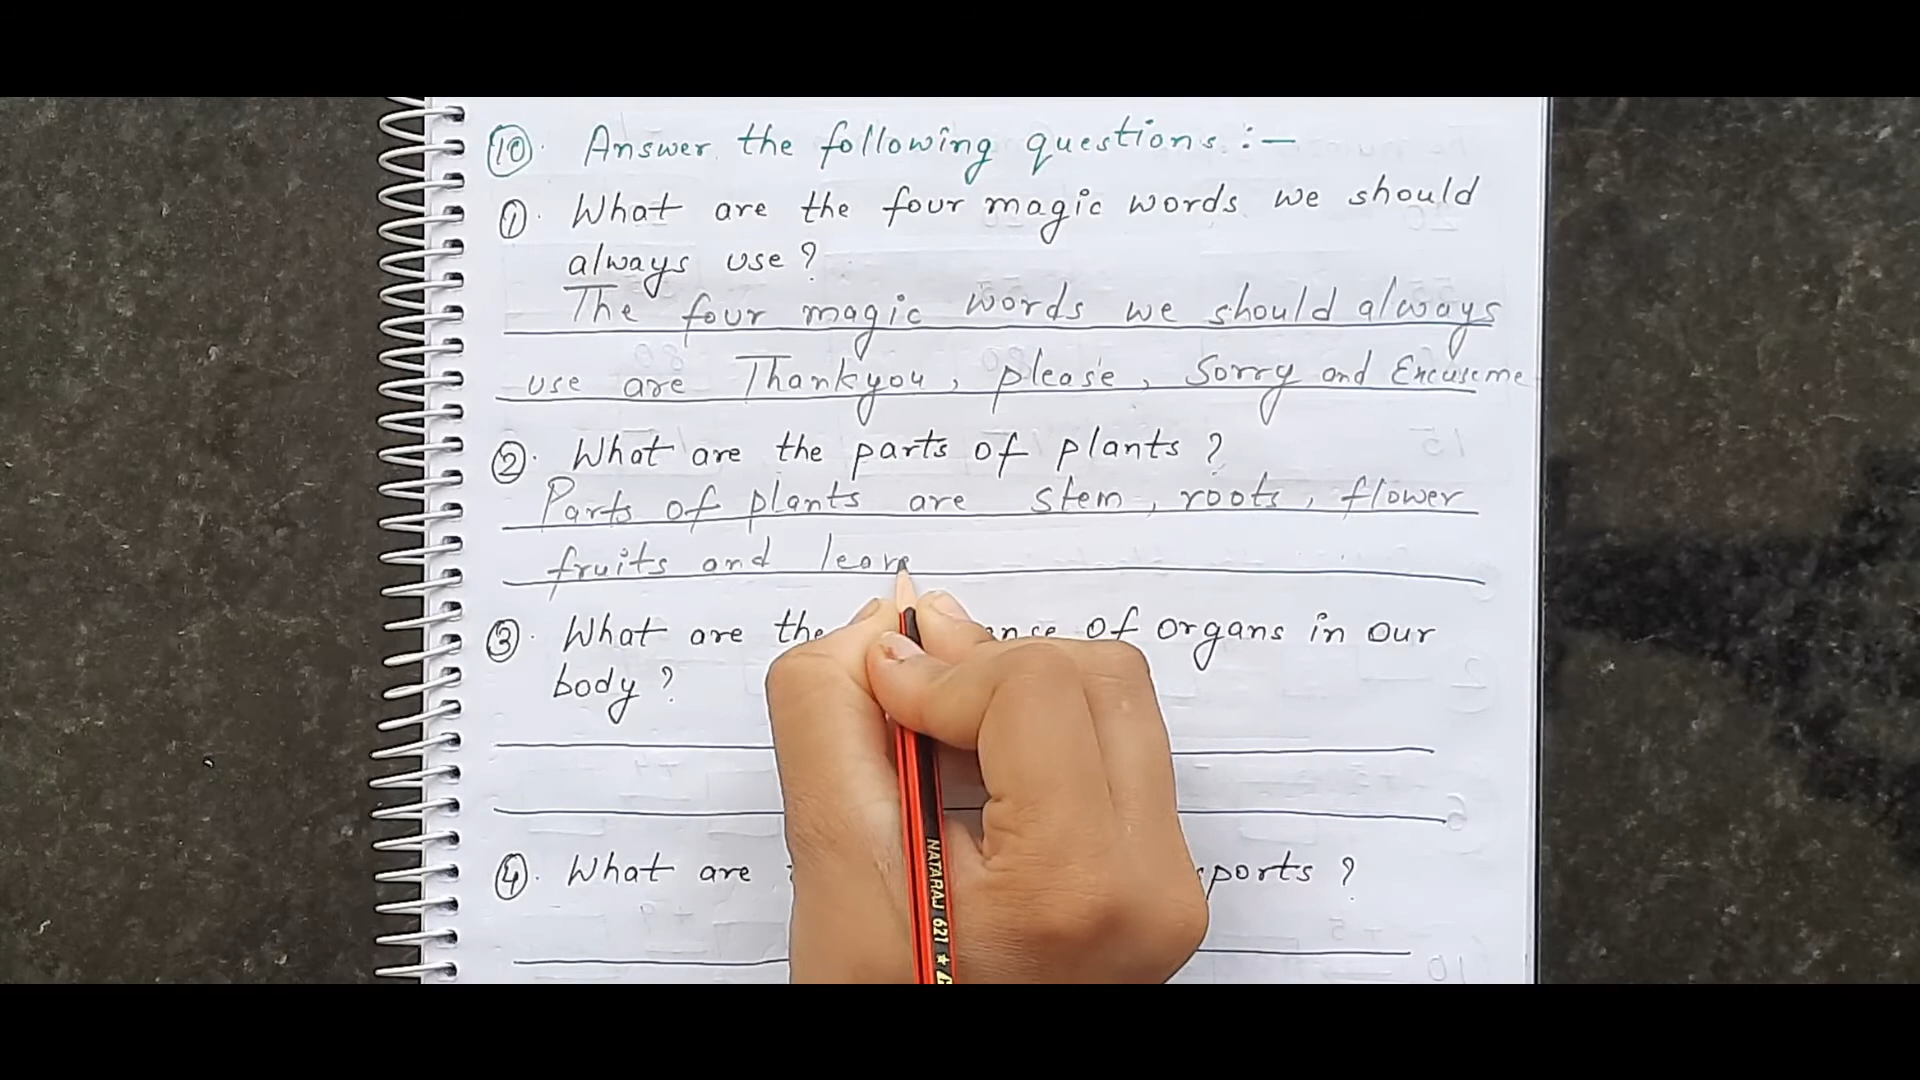 10. Answer the following questions :-
1. What are the four magic words we should
always use ?
The four magic words we should always
use are Thankyou, please, Sorry and Excuseme
2. What are the parts of plants ?
Parts of plants are stem, roots, flower
fruits and leave
3. What are the of organs in our
body ?
4. What are sports ?
NATARAJ 621